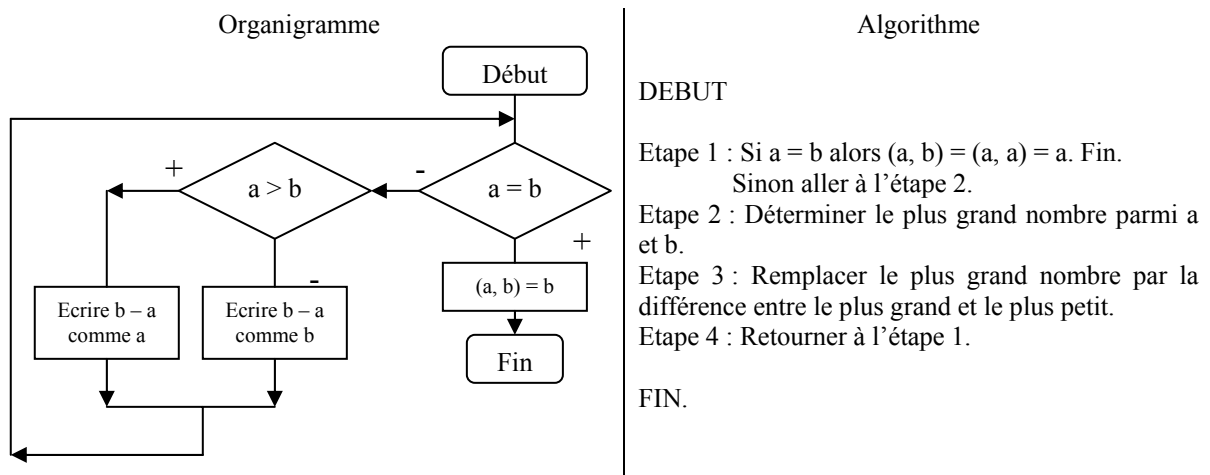 Organigramme
Début
+
a > b
-
a = b
+
-
Ecrire b – a
comme a
Ecrire b – a
comme b
(a, b) = b
Fin
Algorithme
DEBUT
Etape 1 : Si a = b alors (a, b) = (a, a) = a. Fin.
Sinon aller à l’étape 2.
Etape 2 : Déterminer le plus grand nombre parmi a
et b.
Etape 3 : Remplacer le plus grand nombre par la
différence entre le plus grand et le plus petit.
Etape 4 : Retourner à l’étape 1.
FIN.